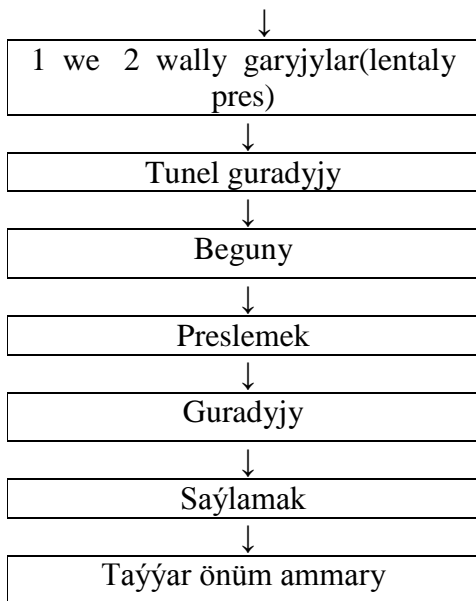 ↓
1 we 2 wally garyjylar(lentaly
pres)
↓
Tunel guradyjy
↓
Beguny
↓
Preslemek
↓
Guradyjy
↓
Saýlamak
↓
Taýýar önüm ammary